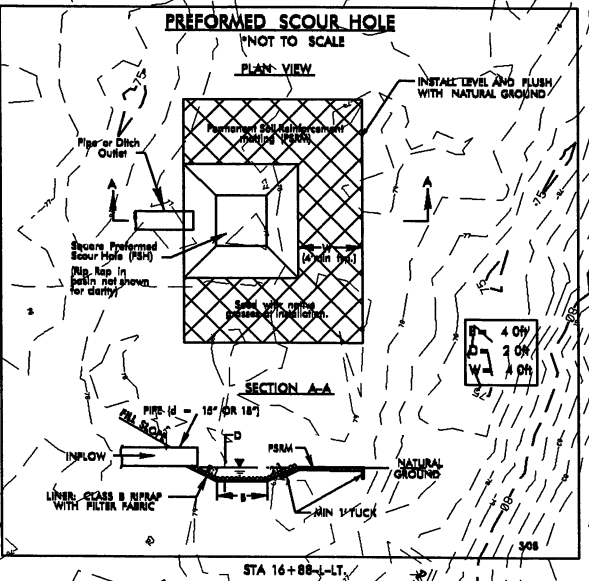 PREFORMED SCOUR HOLE
*NOT TO SCALE
PLAN VIEW
INSTALL LEVEL AND FLUSH
WITH NATURAL GROUND
Permanent Soil Reinforcement
matting (PSRM)
Pipe or Ditch
Outlet
A
A
Square Preformed
Scour Hole (PSH)
(Rip Rap in
basin not shown
for clarity)
W
(4' min typ.)
Seed with native
grasses at installation.
B= 4.0ft
D= 2.0ft
W= 4.0ft
SECTION A-A
PIPE (d = 15" OR 18")
FILL SLOPE
D
PSRM
INFLOW
NATURAL
GROUND
B
LINER: CLASS B RIPRAP
WITH FILTER FABRIC
MIN 1' TUCK
STA 16+88-L-LT.